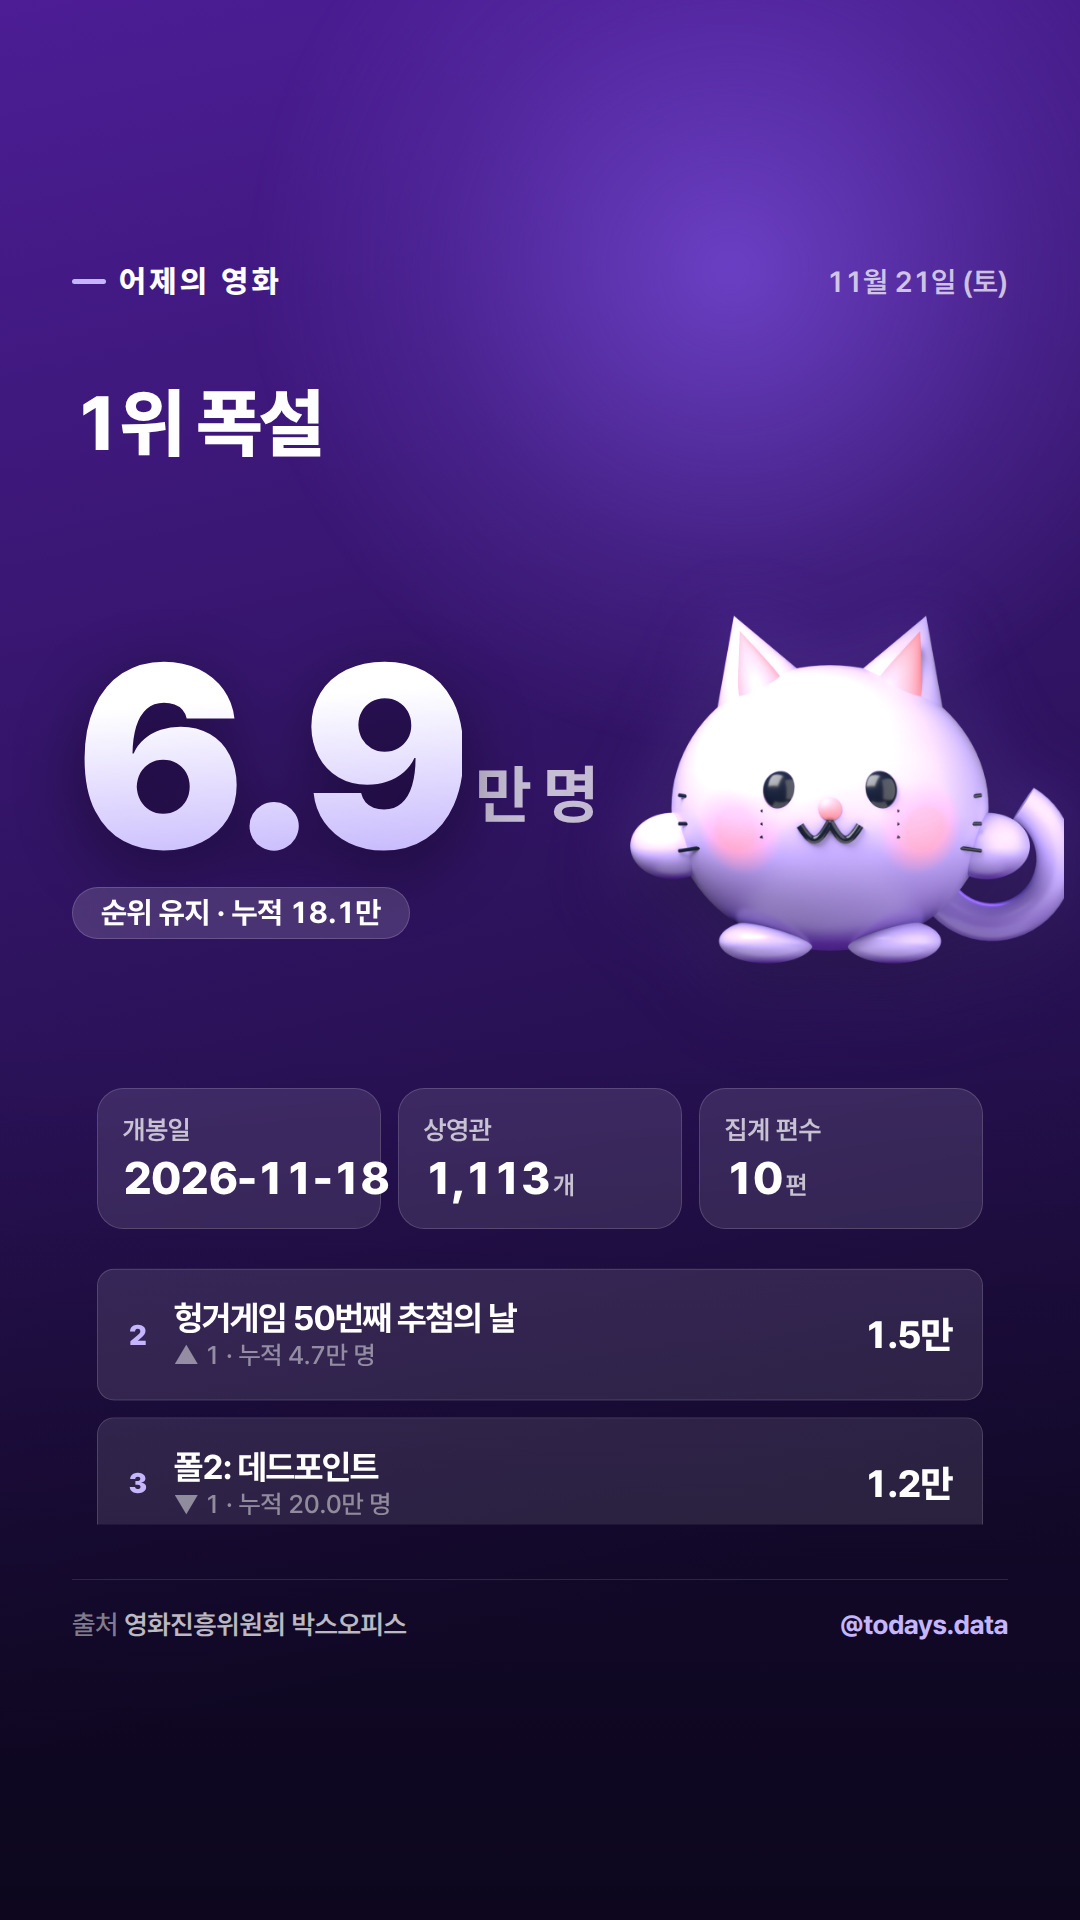 어제의 영화
11월 21일 (토)
1위 폭설
6.9만 명
순위 유지 · 누적 18.1만
개봉일
2026-11-18
상영관
1,113개
집계 편수
10편
2
헝거게임 50번째 추첨의 날
▲ 1 · 누적 4.7만 명
1.5만
3
폴2: 데드포인트
▼ 1 · 누적 20.0만 명
1.2만
출처 영화진흥위원회 박스오피스
@todays.data